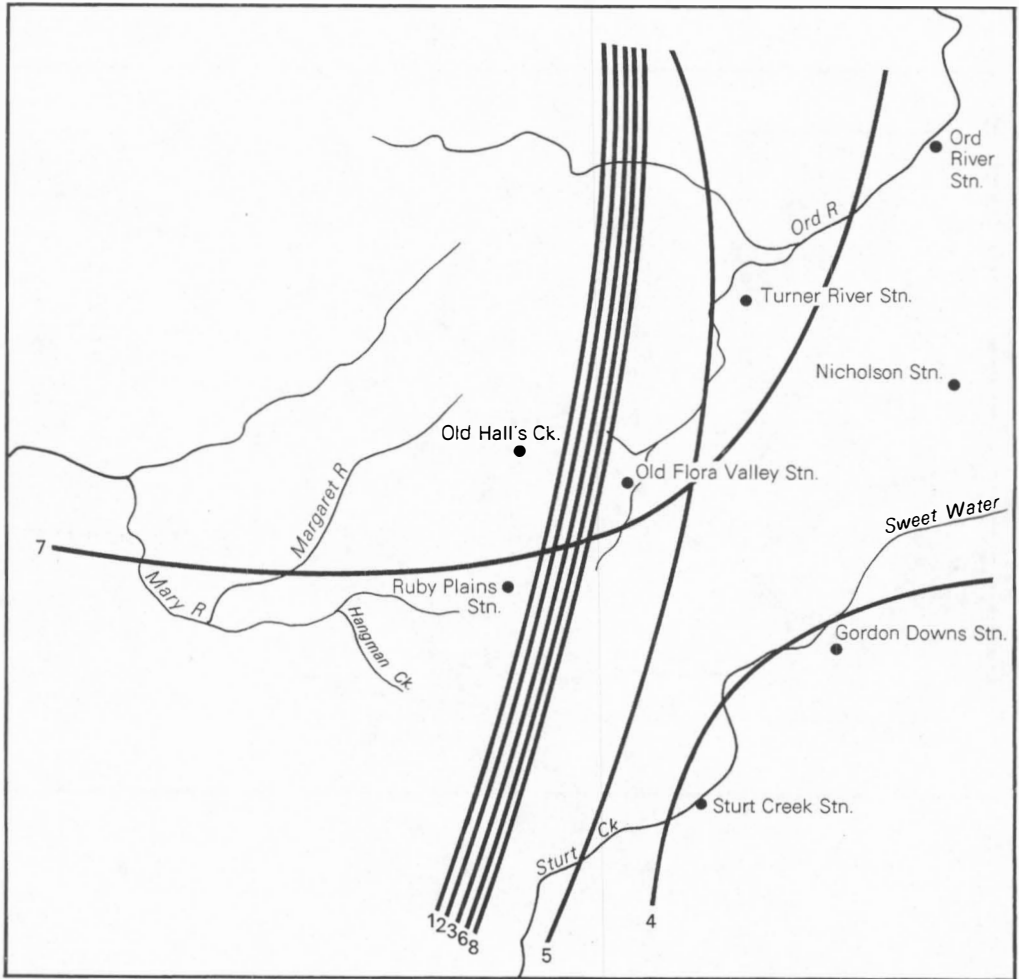 Ord
River
Stn.
Ord R.
Turner River Stn.
Nicholson Stn.
Old Hall's Ck.
Margaret R
Old Flora Valley Stn.
Sweet Water
7
Mary R
Ruby Plains
Stn.
Hangman Ck
Gordon Downs Stn.
Sturt Creek Stn.
Sturt Ck
12368
5
4